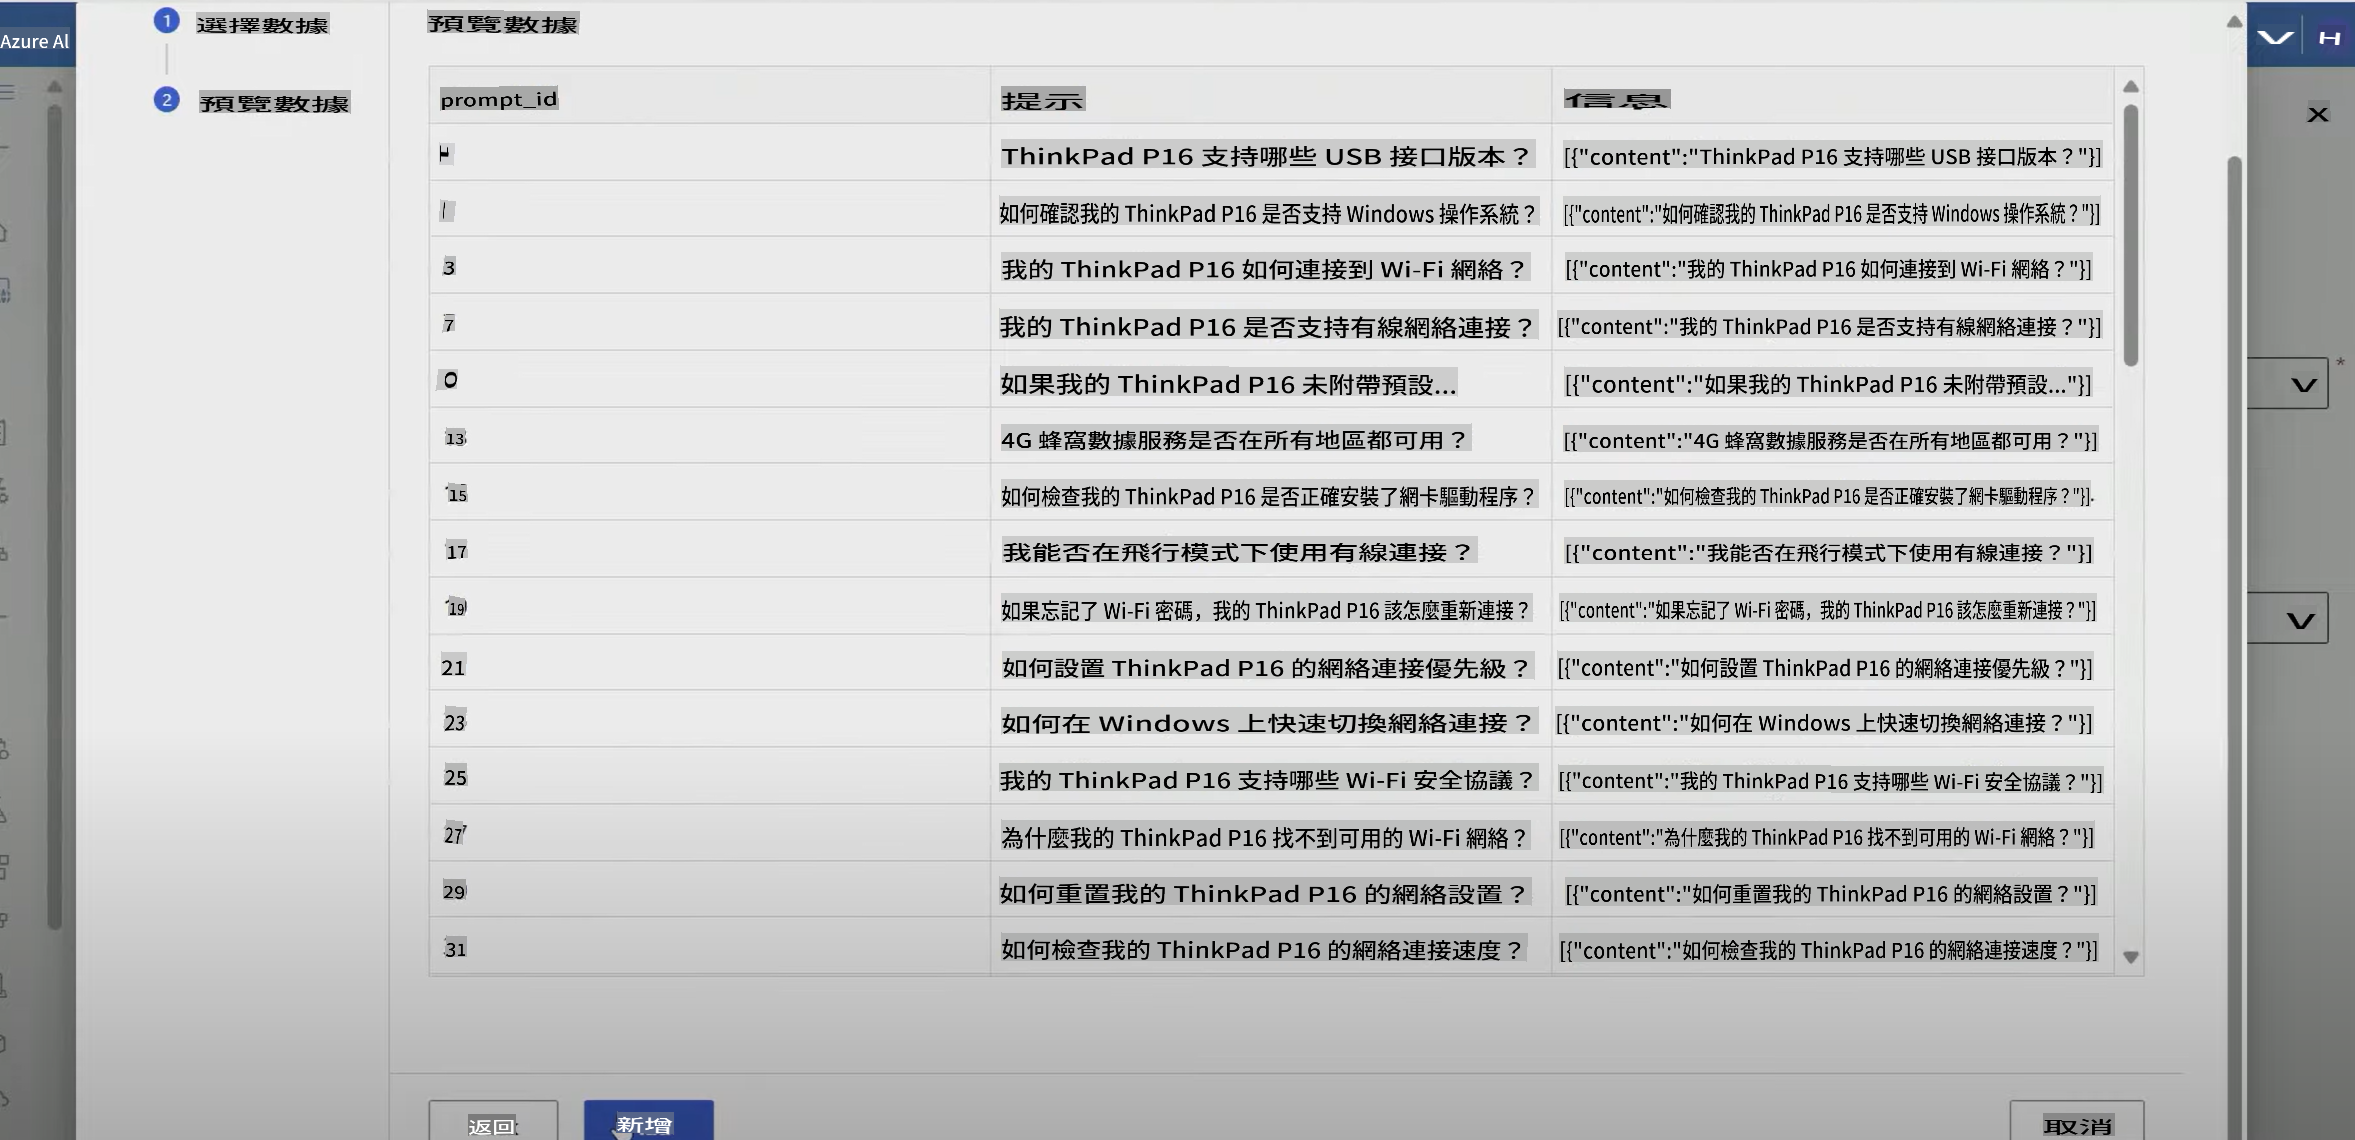 Azure Al
1 選擇數據
2 預覽數據
預覽數據
prompt_id 提示 信息
ThinkPad P16 支持哪些 USB 接口版本？ [{"content":"ThinkPad P16 支持哪些 USB 接口版本？"}]
如何確認我的 ThinkPad P16 是否支持 Windows 操作系統？ [{"content":"如何確認我的 ThinkPad P16 是否支持 Windows 操作系統？"}]
3 我的 ThinkPad P16 如何連接到 Wi-Fi 網絡？ [{"content":"我的 ThinkPad P16 如何連接到 Wi-Fi 網絡？"}]
7 我的 ThinkPad P16 是否支持有線網絡連接？ [{"content":"我的 ThinkPad P16 是否支持有線網絡連接？"}]
如果我的 ThinkPad P16 未附帶預設... [{"content":"如果我的 ThinkPad P16 未附帶預設..."}]
13 4G 蜂窩數據服務是否在所有地區都可用？ [{"content":"4G 蜂窩數據服務是否在所有地區都可用？"}]
15 如何檢查我的 ThinkPad P16 是否正確安裝了網卡驅動程序？ [{"content":"如何檢查我的 ThinkPad P16 是否正確安裝了網卡驅動程序？"}]
17 我能否在飛行模式下使用有線連接？ [{"content":"我能否在飛行模式下使用有線連接？"}]
19 如果忘記了 Wi-Fi 密碼，我的 ThinkPad P16 該怎麼重新連接？ [{"content":"如果忘記了 Wi-Fi 密碼，我的 ThinkPad P16 該怎麼重新連接？"}]
21 如何設置 ThinkPad P16 的網絡連接優先級？ [{"content":"如何設置 ThinkPad P16 的網絡連接優先級？"}]
23 如何在 Windows 上快速切換網絡連接？ [{"content":"如何在 Windows 上快速切換網絡連接？"}]
25 我的 ThinkPad P16 支持哪些 Wi-Fi 安全協議？ [{"content":"我的 ThinkPad P16 支持哪些 Wi-Fi 安全協議？"}]
27 為什麼我的 ThinkPad P16 找不到可用的 Wi-Fi 網絡？ [{"content":"為什麼我的 ThinkPad P16 找不到可用的 Wi-Fi 網絡？"}]
29 如何重置我的 ThinkPad P16 的網絡設置？ [{"content":"如何重置我的 ThinkPad P16 的網絡設置？"}]
31 如何檢查我的 ThinkPad P16 的網絡連接速度？ [{"content":"如何檢查我的 ThinkPad P16 的網絡連接速度？"}]
返回 新增 取消